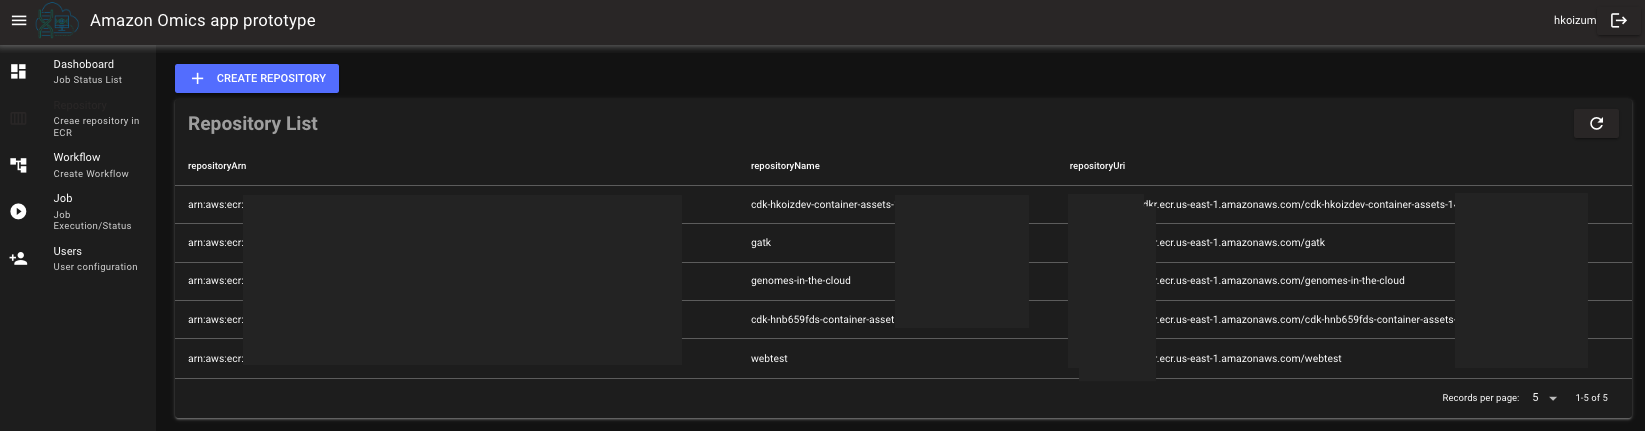 Amazon Omics app prototype
hkoizum
Dashoboard
Job Status List
Repository
Creae repository in
ECR
Workflow
Create Workflow
Job
Job
Execution/Status
Users
User configuration
CREATE REPOSITORY
Repository List
repositoryArn repositoryName repositoryUri
arn:aws:ecr: cdk-hkoizdev-container-assets- dkr.ecr.us-east-1.amazonaws.com/cdk-hkoizdev-container-assets-1
arn:aws:ecr: gatk .ecr.us-east-1.amazonaws.com/gatk
arn:aws:ecr: genomes-in-the-cloud .ecr.us-east-1.amazonaws.com/genomes-in-the-cloud
arn:aws:ecr: cdk-hnb659fds-container-asset .ecr.us-east-1.amazonaws.com/cdk-hnb659fds-container-assets-
arn:aws:ecr: webtest .ecr.us-east-1.amazonaws.com/webtest
Records per page: 5 1-5 of 5